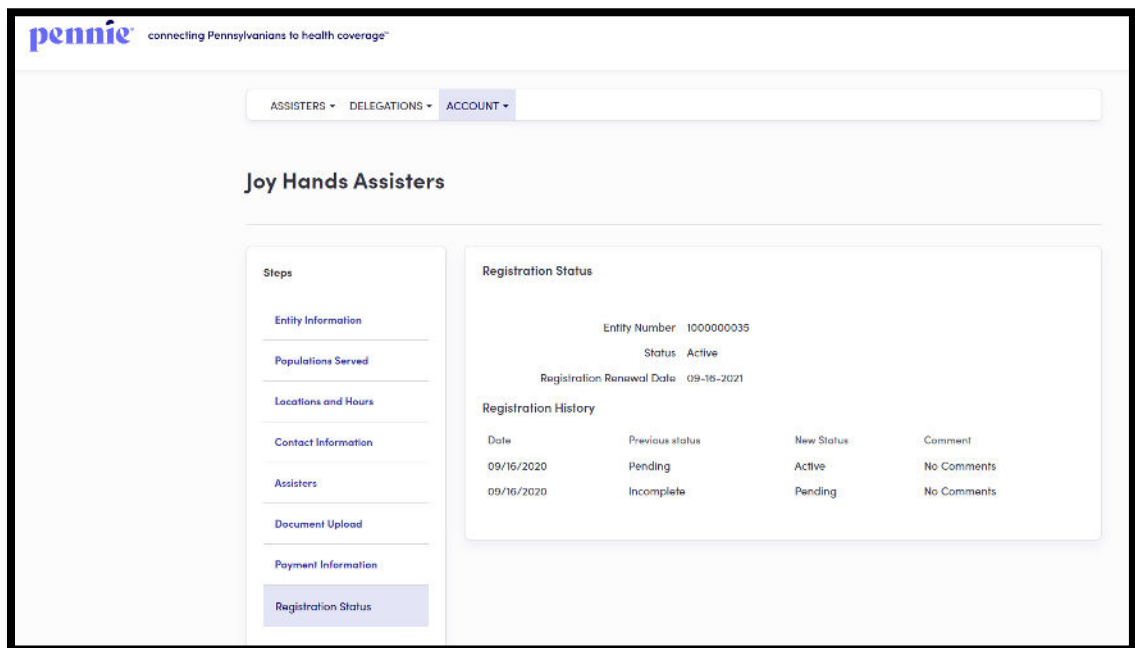 pennie® connecting Pennsylvanians to health coverage™
ASSISTERS DELEGATIONS ACCOUNT
Joy Hands Assisters
Steps
Entity Information
Populations Served
Locations and Hours
Contact Information
Assisters
Document Upload
Payment Information
Registration Status
Registration Status
Entity Number 1000000035
Status Active
Registration Renewal Date 09-16-2021
Registration History
Date Previous status New Status Comment
09/16/2020 Pending Active No Comments
09/16/2020 Incomplete Pending No Comments